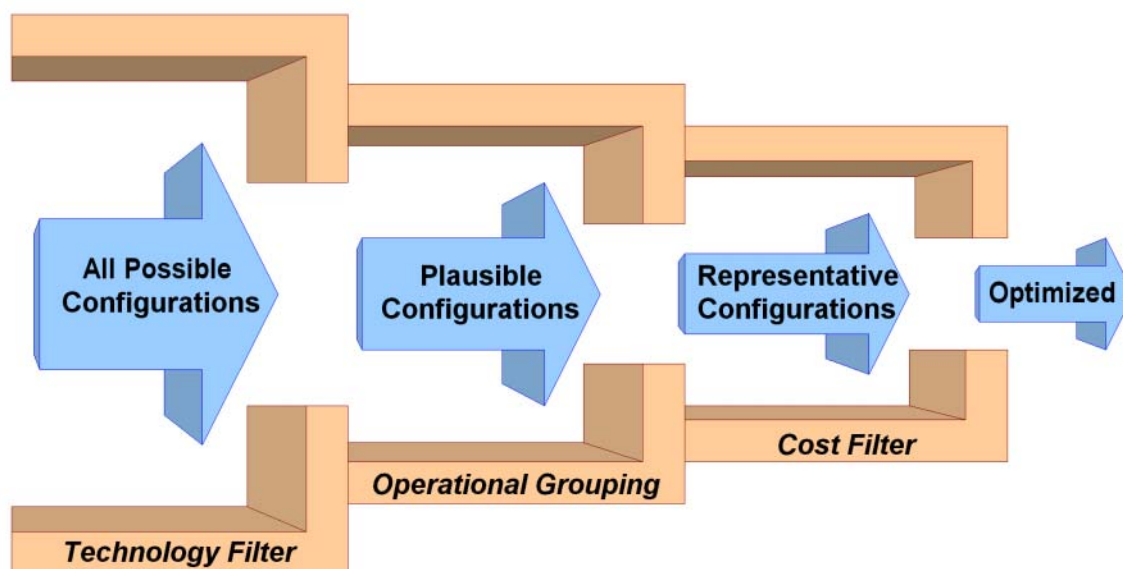 All Possible
Configurations
Plausible
Configurations
Representative
Configurations
Optimized
Cost Filter
Operational Grouping
Technology Filter